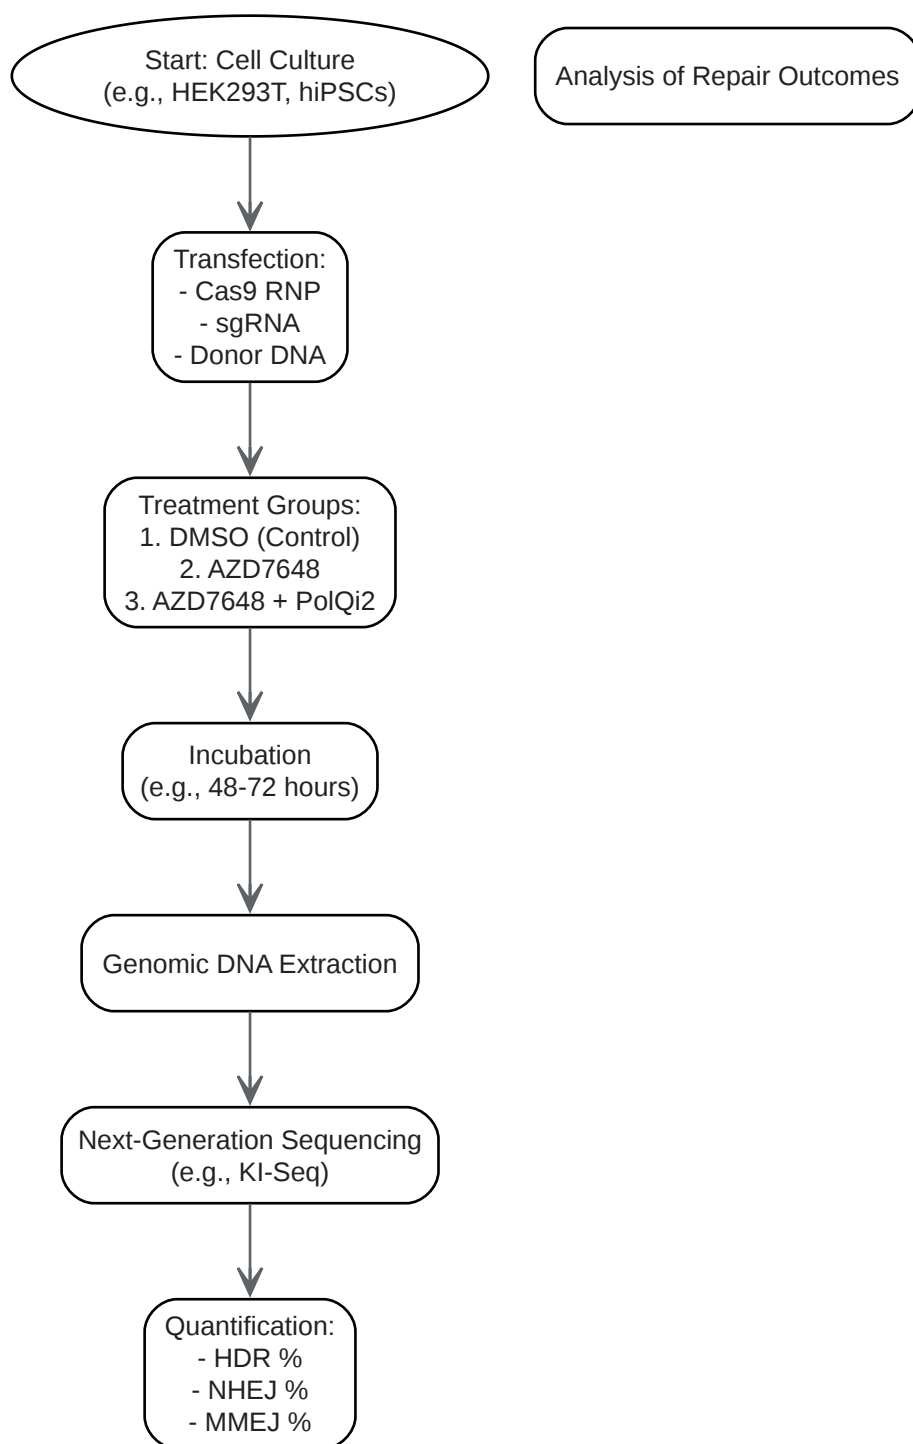 Start: Cell Culture
(e.g., HEK293T, hiPSCs)
Analysis of Repair Outcomes
Transfection:
- Cas9 RNP
- sgRNA
- Donor DNA
Treatment Groups:
1. DMSO (Control)
2. AZD7648
3. AZD7648 + PolQi2
Incubation
(e.g., 48-72 hours)
Genomic DNA Extraction
Next-Generation Sequencing
(e.g., KI-Seq)
Quantification:
- HDR %
- NHEJ %
- MMEJ %